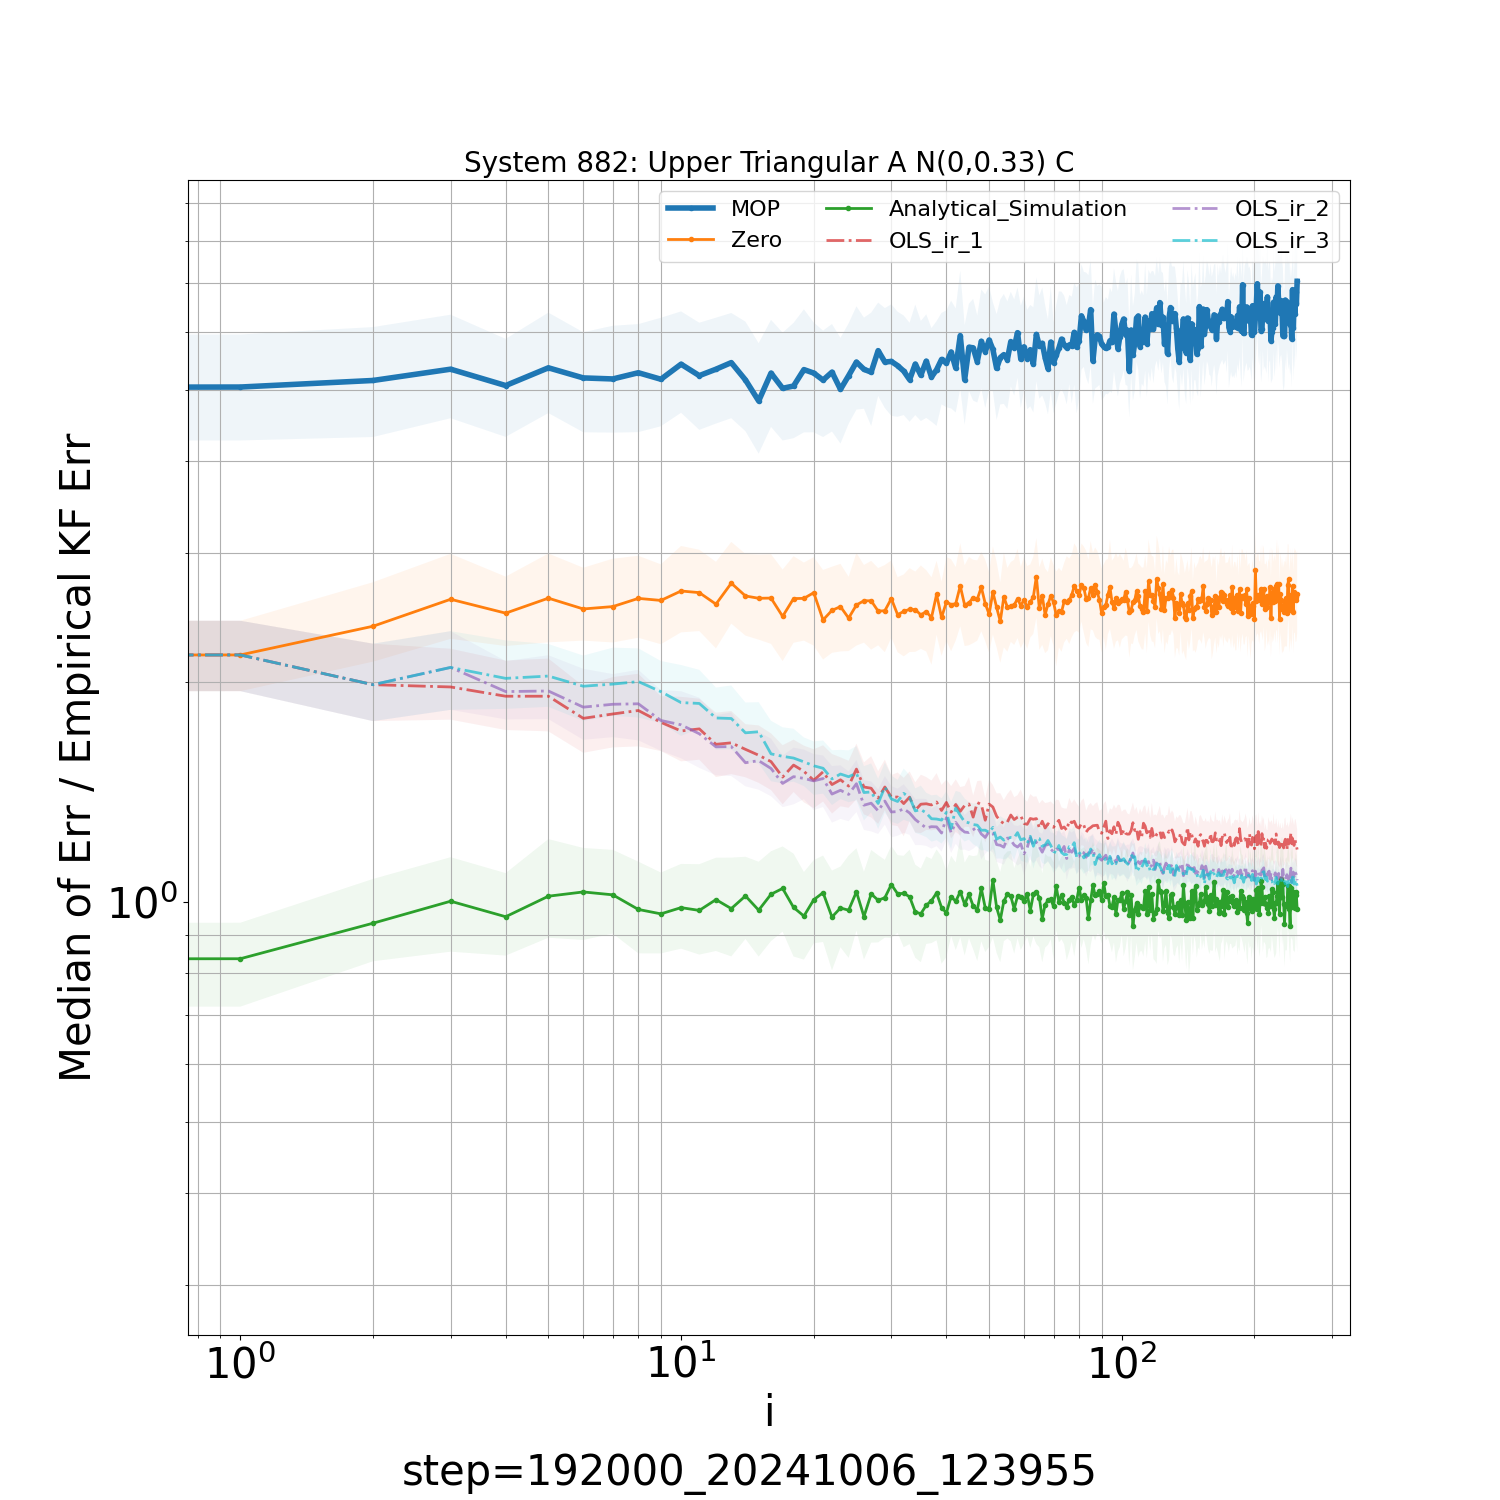 System 882: Upper Triangular A N(0,0.33) C
MOP
Zero
Analytical_Simulation
OLS_ir_1
OLS_ir_2
OLS_ir_3
Median of Err / Empirical KF Err
10⁰
10⁰
10¹
10²
i
step=192000_20241006_123955